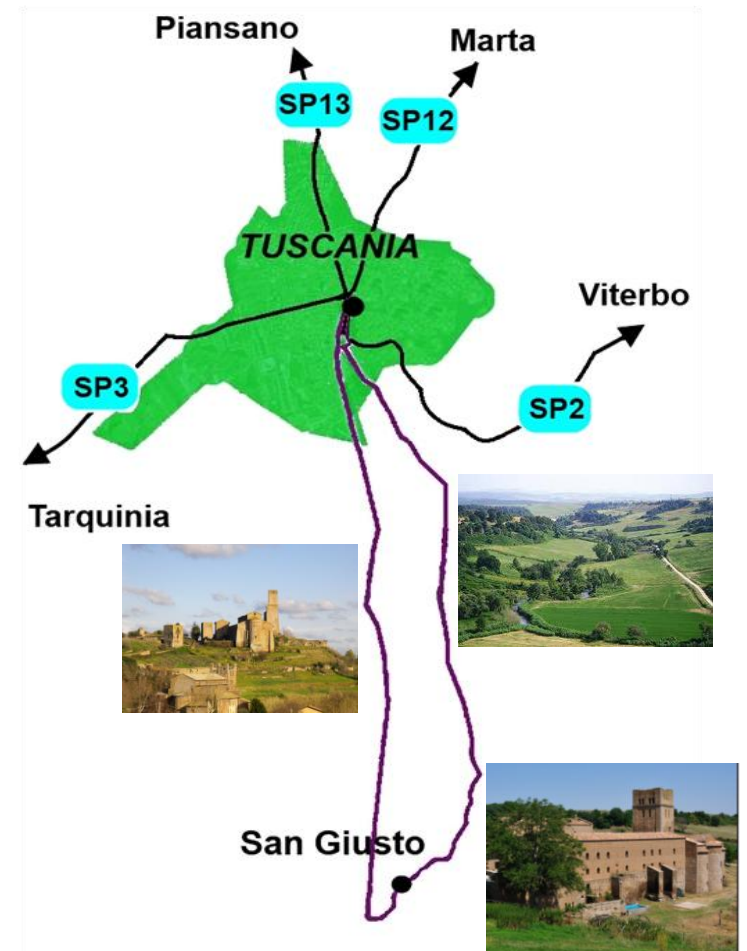 Piansano
Marta
SP13
SP12
TUSCANIA
Viterbo
SP3
SP2
Tarquinia
San Giusto